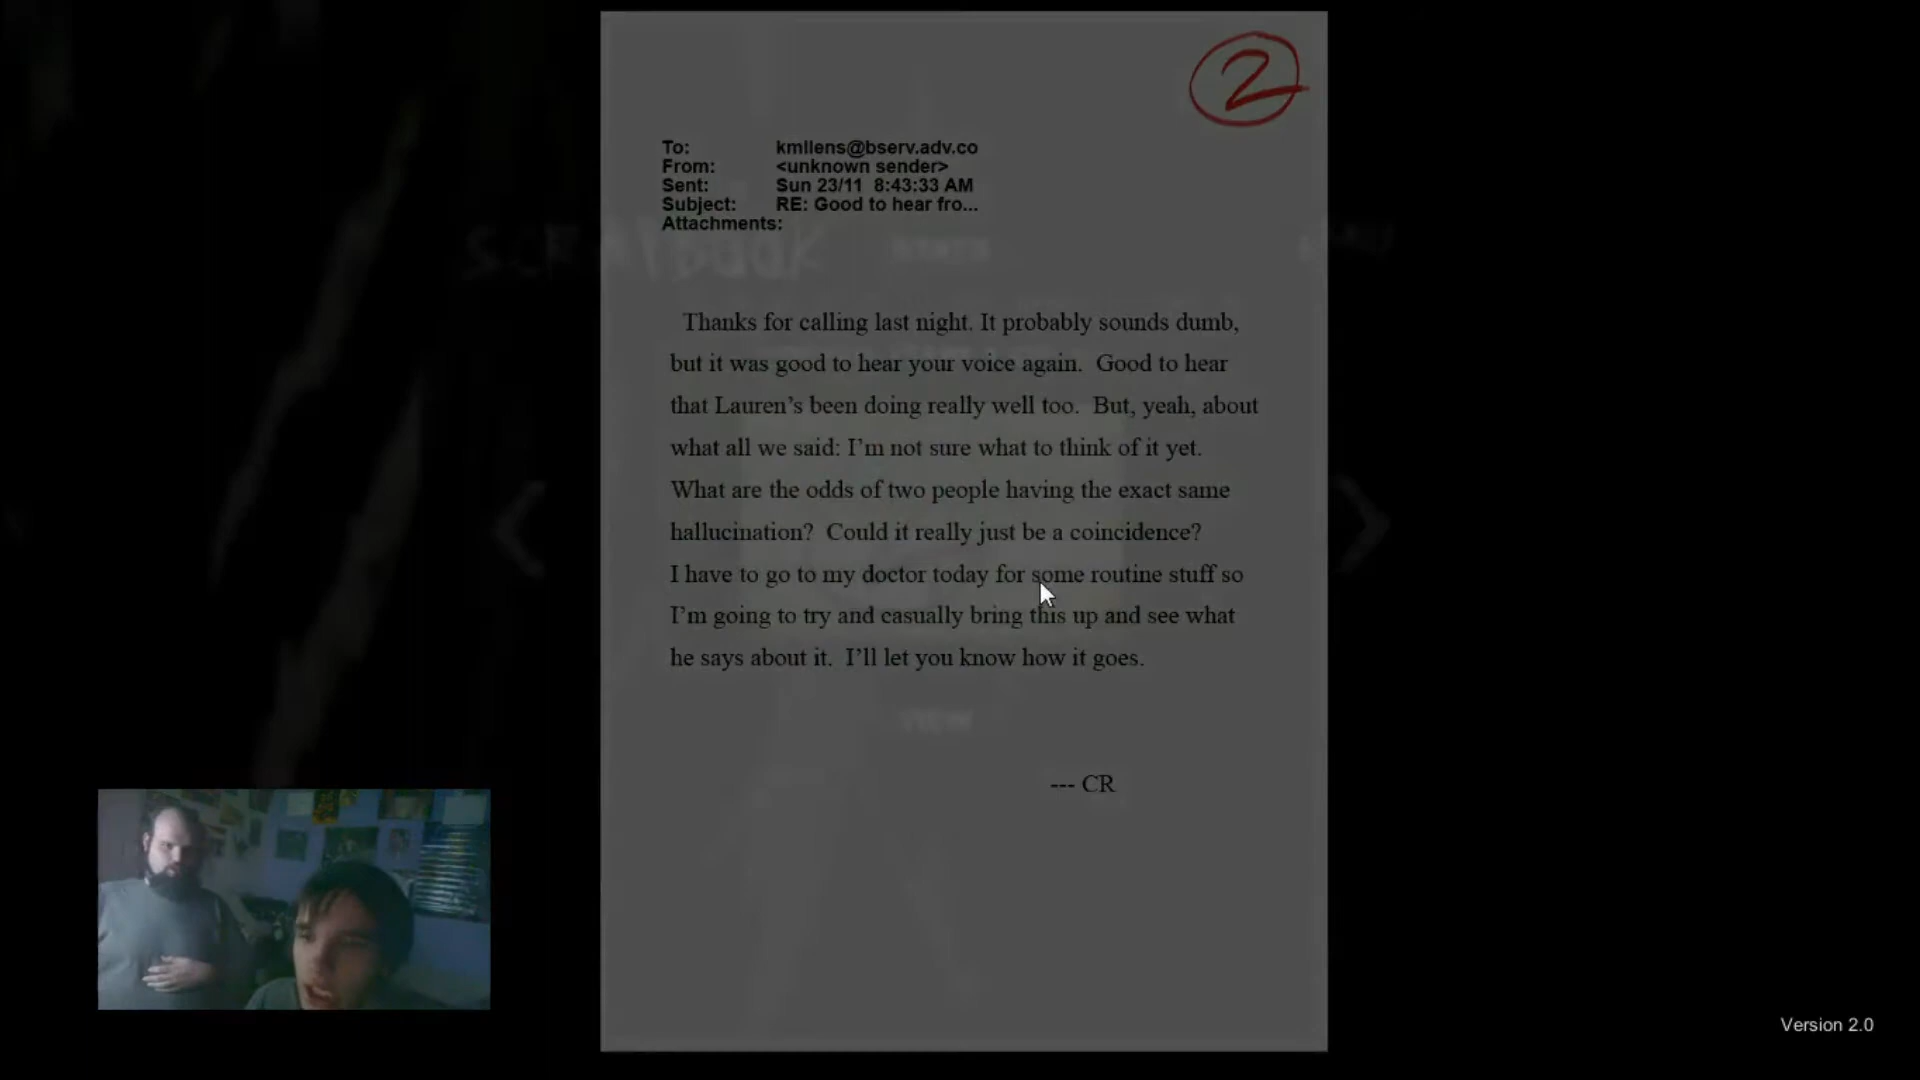 2
To: kmllens@bserv.adv.co
From: <unknown sender>
Sent: Sun 23/11 8:43:33 AM
Subject: RE: Good to hear fro...
Attachments:
SCRAPbook
Thanks for calling last night. It probably sounds dumb,
but it was good to hear your voice again. Good to hear
that Lauren’s been doing really well too. But, yeah, about
what all we said: I’m not sure what to think of it yet.
What are the odds of two people having the exact same
hallucination? Could it really just be a coincidence?
I have to go to my doctor today for some routine stuff so
I’m going to try and casually bring this up and see what
he says about it. I’ll let you know how it goes.
VIEW
--- CR
Version 2.0